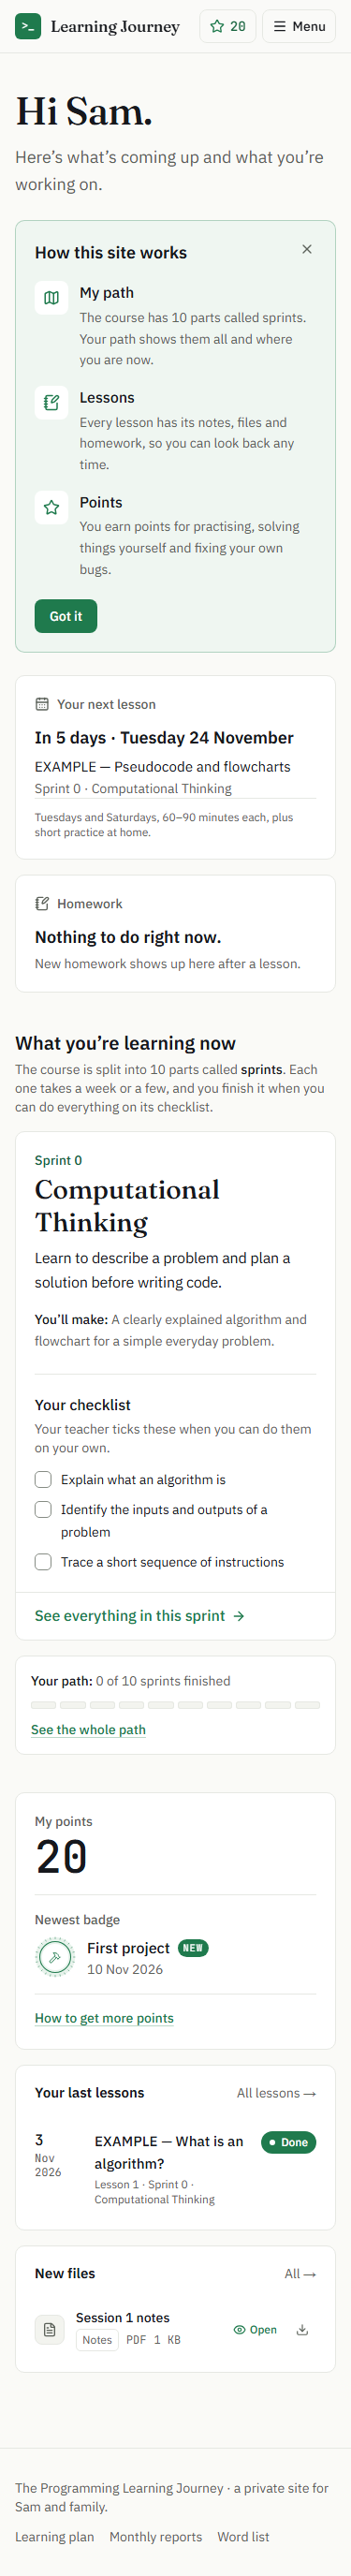 >_ Learning Journey 20 Menu
Hi Sam.
Here’s what’s coming up and what you’re
working on.
How this site works
My path
The course has 10 parts called sprints.
Your path shows them all and where
you are now.
Lessons
Every lesson has its notes, files and
homework, so you can look back any
time.
Points
You earn points for practising, solving
things yourself and fixing your own
bugs.
Got it
Your next lesson
In 5 days · Tuesday 24 November
EXAMPLE — Pseudocode and flowcharts
Sprint 0 · Computational Thinking
Tuesdays and Saturdays, 60–90 minutes each, plus
short practice at home.
Homework
Nothing to do right now.
New homework shows up here after a lesson.
What you’re learning now
The course is split into 10 parts called sprints. Each
one takes a week or a few, and you finish it when you
can do everything on its checklist.
Sprint 0
Computational
Thinking
Learn to describe a problem and plan a
solution before writing code.
You’ll make: A clearly explained algorithm and
flowchart for a simple everyday problem.
Your checklist
Your teacher ticks these when you can do them
on your own.
Explain what an algorithm is
Identify the inputs and outputs of a
problem
Trace a short sequence of instructions
See everything in this sprint →
Your path: 0 of 10 sprints finished
See the whole path
My points
20
Newest badge
First project NEW
10 Nov 2026
How to get more points
Your last lessons All lessons →
3
Nov
2026
EXAMPLE — What is an
algorithm?
Lesson 1 · Sprint 0 ·
Computational Thinking
Done
New files All →
Session 1 notes
Notes PDF 1 KB
Open
The Programming Learning Journey · a private site for
Sam and family.
Learning plan Monthly reports Word list